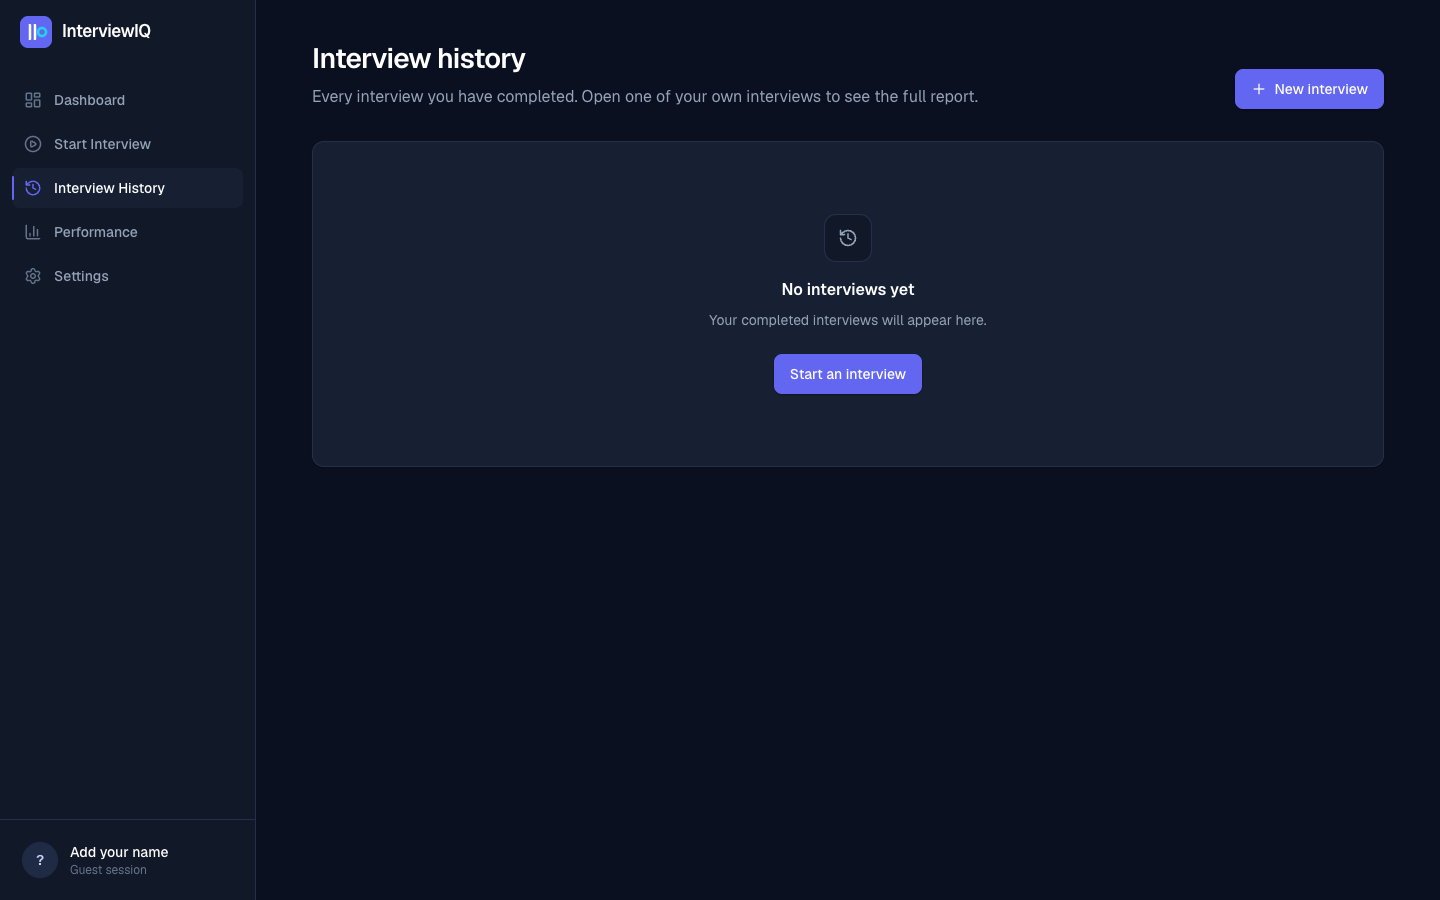 InterviewIQ
Dashboard
Start Interview
Interview History
Performance
Settings
Interview history
Every interview you have completed. Open one of your own interviews to see the full report.
New interview
No interviews yet
Your completed interviews will appear here.
Start an interview
?
Add your name
Guest session